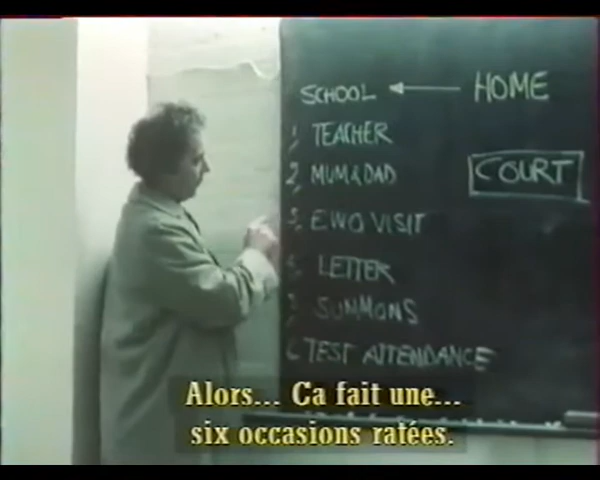 SCHOOL ← HOME
1, TEACHER
2, MUM & DAD
COURT
3, EWO VISIT
4, LETTER
5, SUMMONS
6, TEST ATTENDANCE
Alors... Ca fait une...
six occasions ratées.